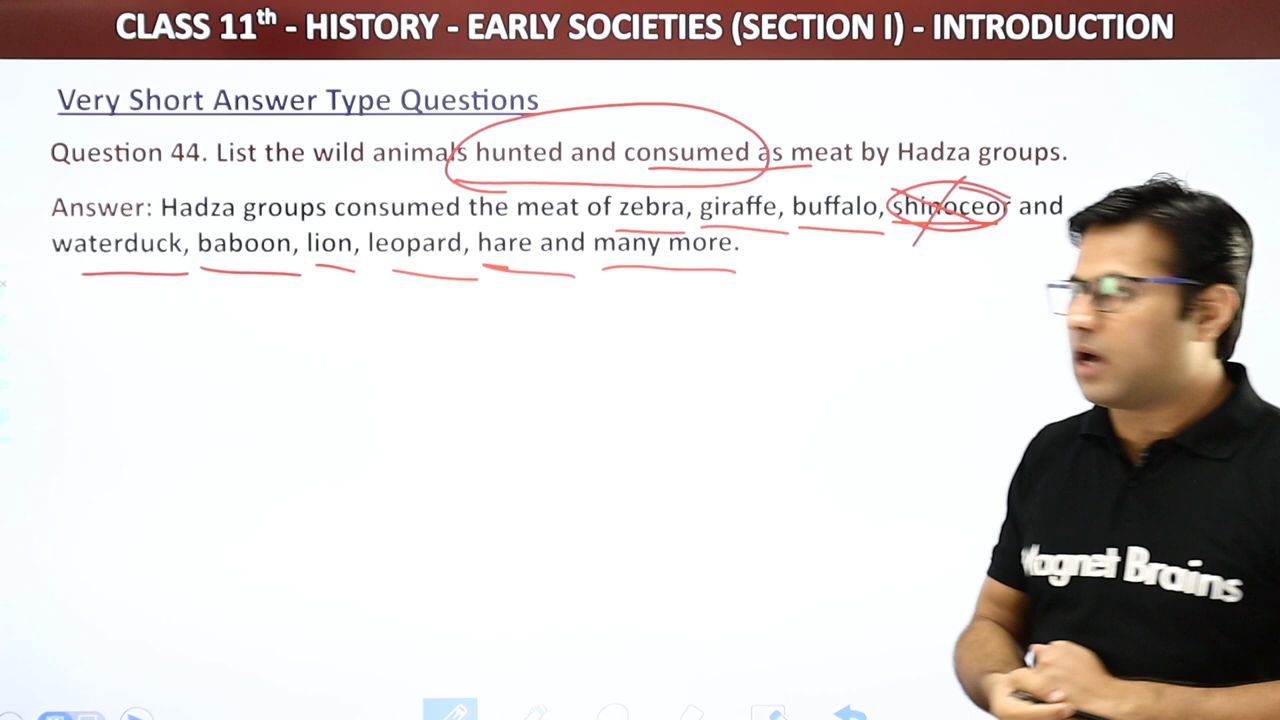 CLASS 11th - HISTORY - EARLY SOCIETIES (SECTION I) - INTRODUCTION
Very Short Answer Type Questions
Question 44. List the wild animals hunted and consumed as meat by Hadza groups.
Answer: Hadza groups consumed the meat of zebra, giraffe, buffalo, shinoceor and
waterduck, baboon, lion, leopard, hare and many more.
Magnet Brains